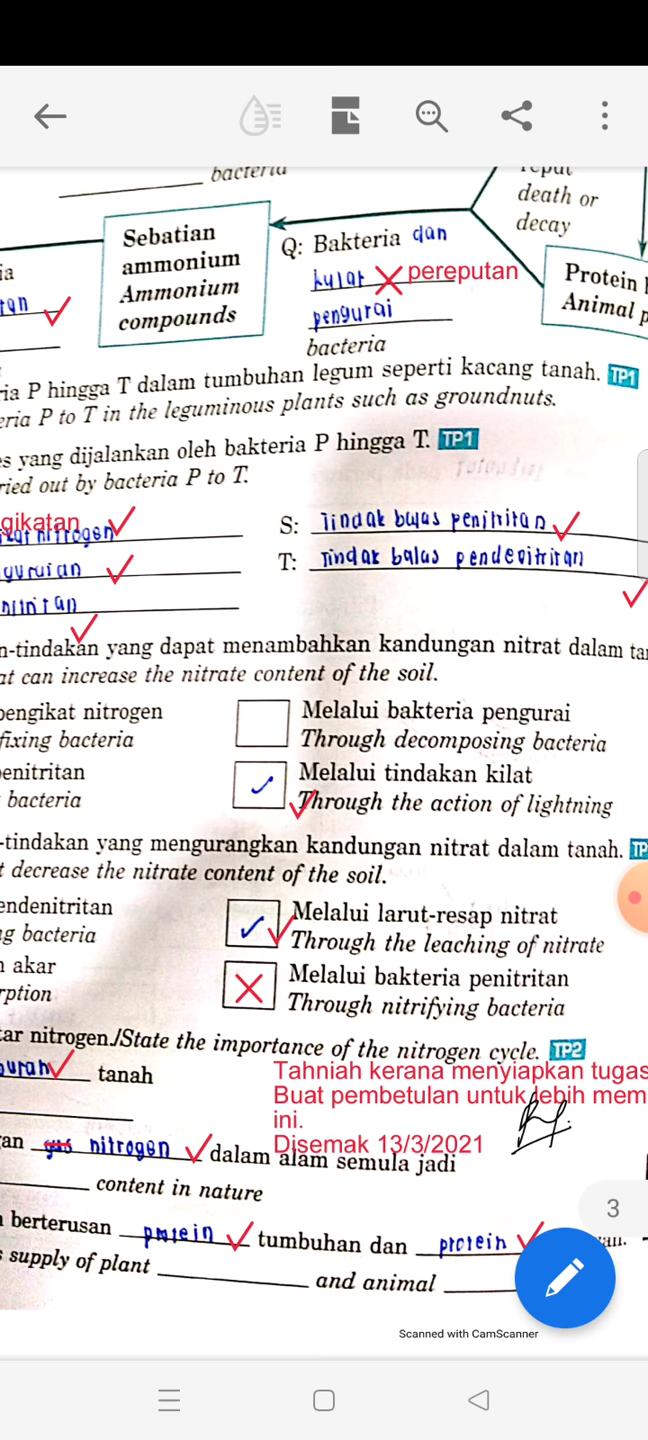 bacteria
reput
death or
decay
Sebatian
ammonium
Ammonium
compounds
Q: Bakteria dan
kulat pereputan
pengurai
bacteria
Protein
Animal p
ria P hingga T dalam tumbuhan legum seperti kacang tanah. TP1
eria P to T in the leguminous plants such as groundnuts.
s yang dijalankan oleh bakteria P hingga T. TP1
ried out by bacteria P to T.
gikatan
nitrogen
S: Tindak balas penitritan
guraian
T: Tindak balas pendenitritan
n-tindakan yang dapat menambahkan kandungan nitrat dalam ta
at can increase the nitrate content of the soil.
pengikat nitrogen
Melalui bakteria pengurai
fixing bacteria
Through decomposing bacteria
enitritan
Melalui tindakan kilat
bacteria
Through the action of lightning
-tindakan yang mengurangkan kandungan nitrat dalam tanah. TP
t decrease the nitrate content of the soil.
endenitritan
Melalui larut-resap nitrat
g bacteria
Through the leaching of nitrate
akar
Melalui bakteria penitritan
rption
Through nitrifying bacteria
tar nitrogen./State the importance of the nitrogen cycle. TP2
tanah
Tahniah kerana menyiapkan tugas
Buat pembetulan untuk lebih mem
ini.
Disemak 13/3/2021
an gas nitrogen dalam alam semula jadi
content in nature
berterusan protein tumbuhan dan protein
supply of plant and animal
3
Scanned with CamScanner